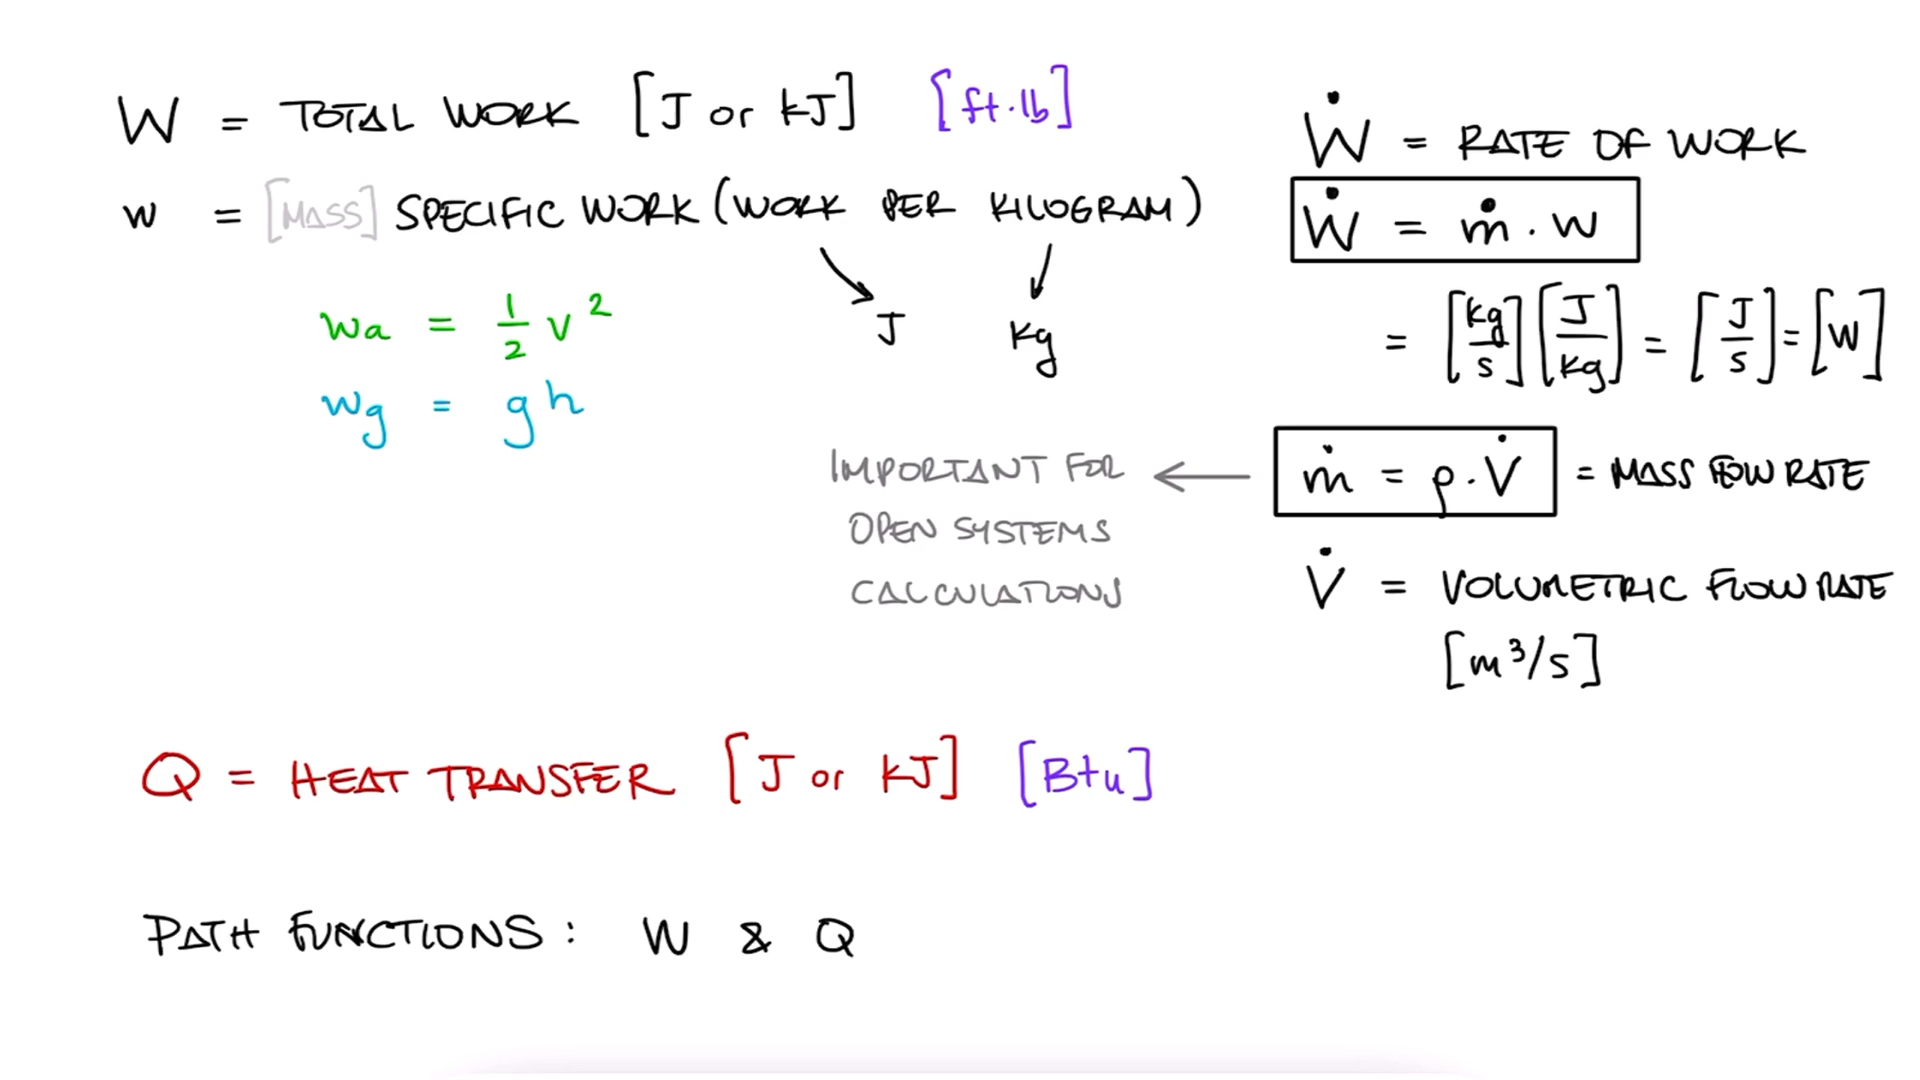 W = TOTAL WORK [J or kJ] [ft·lb]
w = [MASS] SPECIFIC WORK (WORK PER KILOGRAM)
J kg
wa = 1/2 v²
wg = gh
Ẇ = RATE OF WORK
Ẇ = ṁ · w
= [kg/s] [J/kg] = [J/s] = [W]
IMPORTANT FOR
OPEN SYSTEMS
CALCULATIONS
ṁ = ρ · V̇ = MASS FLOW RATE
V̇ = VOLUMETRIC FLOW RATE
[m³/s]
Q = HEAT TRANSFER [J or kJ] [Btu]
PATH FUNCTIONS: W & Q